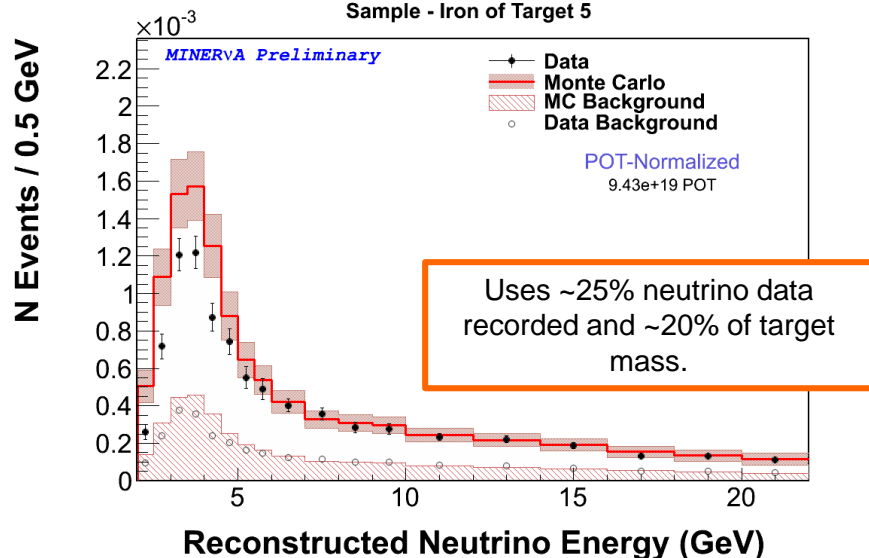 Sample - Iron of Target 5
×10⁻³
MINERνA Preliminary
Data
Monte Carlo
MC Background
Data Background
POT-Normalized
9.43e+19 POT
Uses ~25% neutrino data
recorded and ~20% of target
mass.
N Events / 0.5 GeV
2.2
2
1.8
1.6
1.4
1.2
1
0.8
0.6
0.4
0.2
0
5
10
15
20
Reconstructed Neutrino Energy (GeV)